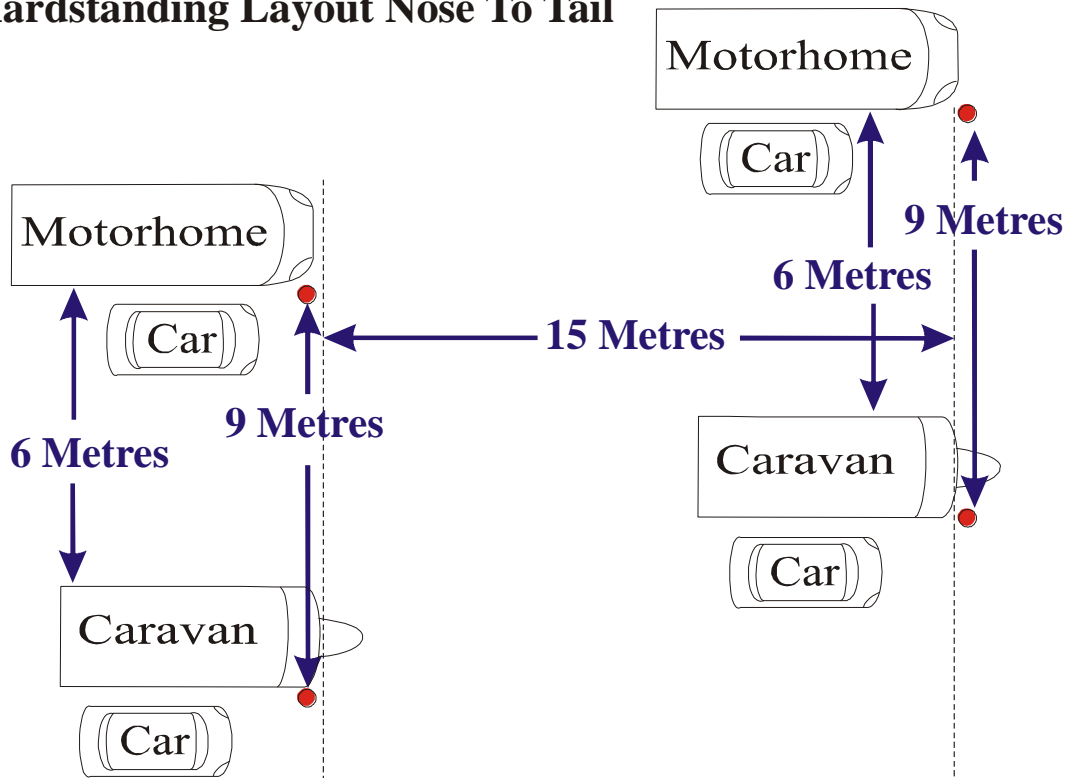 ardstanding Layout Nose To Tail
Motorhome
Car
9 Metres
6 Metres
Motorhome
Car
15 Metres
9 Metres
6 Metres
Caravan
Car
Caravan
Car